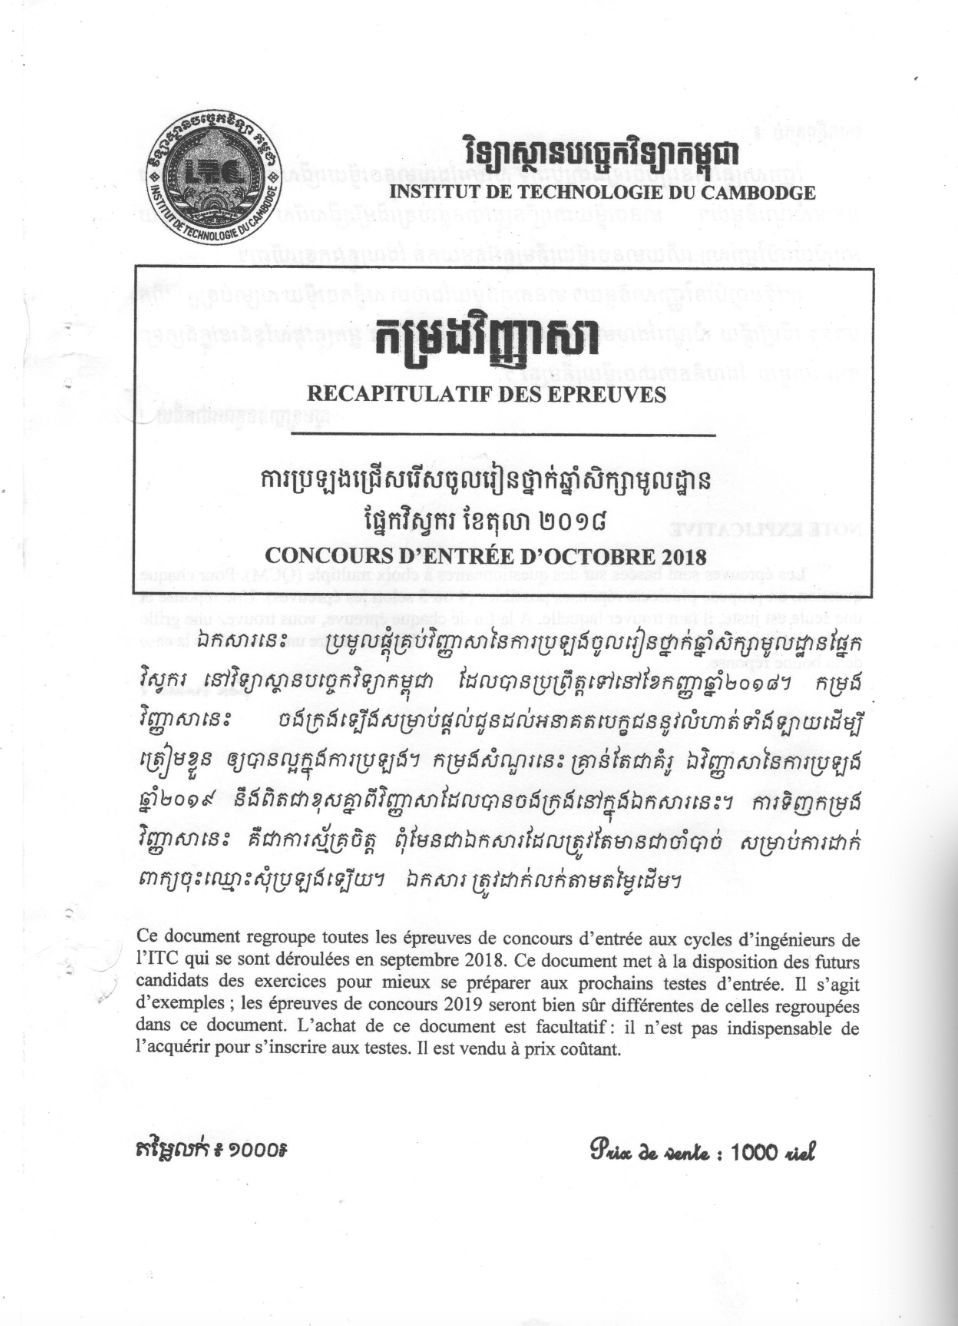 វិទ្យាស្ថានបច្ចេកវិទ្យា កម្ពុជា
ITC
INSTITUT DE TECHNOLOGIE DU CAMBODGE
វិទ្យាស្ថានបច្ចេកវិទ្យាកម្ពុជា
INSTITUT DE TECHNOLOGIE DU CAMBODGE
កម្រងវិញ្ញាសា
RECAPITULATIF DES EPREUVES
ការប្រឡងជ្រើសរើសចូលរៀនថ្នាក់ឆ្នាំសិក្សាមូលដ្ឋាន
ផ្នែកវិស្វករ ខែតុលា ២០១៨
CONCOURS D’ENTRÉE D’OCTOBRE 2018
ឯកសារនេះ ប្រមូលផ្តុំគ្រប់វិញ្ញាសានៃការប្រឡងចូលរៀនថ្នាក់ឆ្នាំសិក្សាមូលដ្ឋានផ្នែក
វិស្វករ នៅវិទ្យាស្ថានបច្ចេកវិទ្យាកម្ពុជា ដែលបានប្រព្រឹត្តទៅនៅខែកញ្ញាឆ្នាំ២០១៨។ កម្រង
វិញ្ញាសានេះ ចងក្រងឡើងសម្រាប់ផ្តល់ជូនដល់អនាគតបេក្ខជននូវលំហាត់ទាំងឡាយដើម្បី
ត្រៀមខ្លួន ឲ្យបានល្អក្នុងការប្រឡង។ កម្រងសំណួរនេះ គ្រាន់តែជាគំរូ ឯវិញ្ញាសានៃការប្រឡង
ឆ្នាំ២០១៩ នឹងពិតជាខុសគ្នាពីវិញ្ញាសាដែលបានចងក្រងនៅក្នុងឯកសារនេះ។ ការទិញកម្រង
វិញ្ញាសានេះ គឺជាការស្ម័គ្រចិត្ត ពុំមែនជាឯកសារដែលត្រូវតែមានជាចាំបាច់ សម្រាប់ការដាក់
ពាក្យចុះឈ្មោះសុំប្រឡងឡើយ។ ឯកសារ ត្រូវដាក់លក់តាមតម្លៃដើម។
Ce document regroupe toutes les épreuves de concours d’entrée aux cycles d’ingénieurs de
l’ITC qui se sont déroulées en septembre 2018. Ce document met à la disposition des futurs
candidats des exercices pour mieux se préparer aux prochains testes d’entrée. Il s’agit
d’exemples ; les épreuves de concours 2019 seront bien sûr différentes de celles regroupées
dans ce document. L’achat de ce document est facultatif : il n’est pas indispensable de
l’acquérir pour s’inscrire aux testes. Il est vendu à prix coûtant.
តម្លៃលក់ ៖ ១០០០៛
Prix de vente : 1000 riel